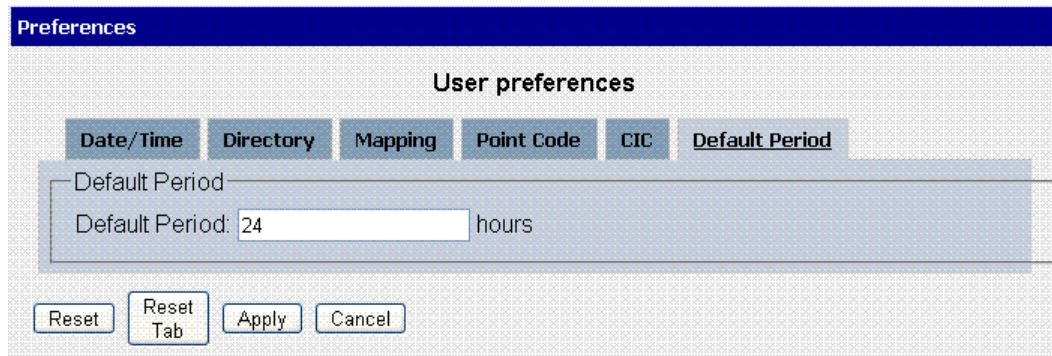 Preferences
User preferences
Date/Time Directory Mapping Point Code CIC Default Period
Default Period
Default Period: 24 hours
Reset Reset Tab Apply Cancel